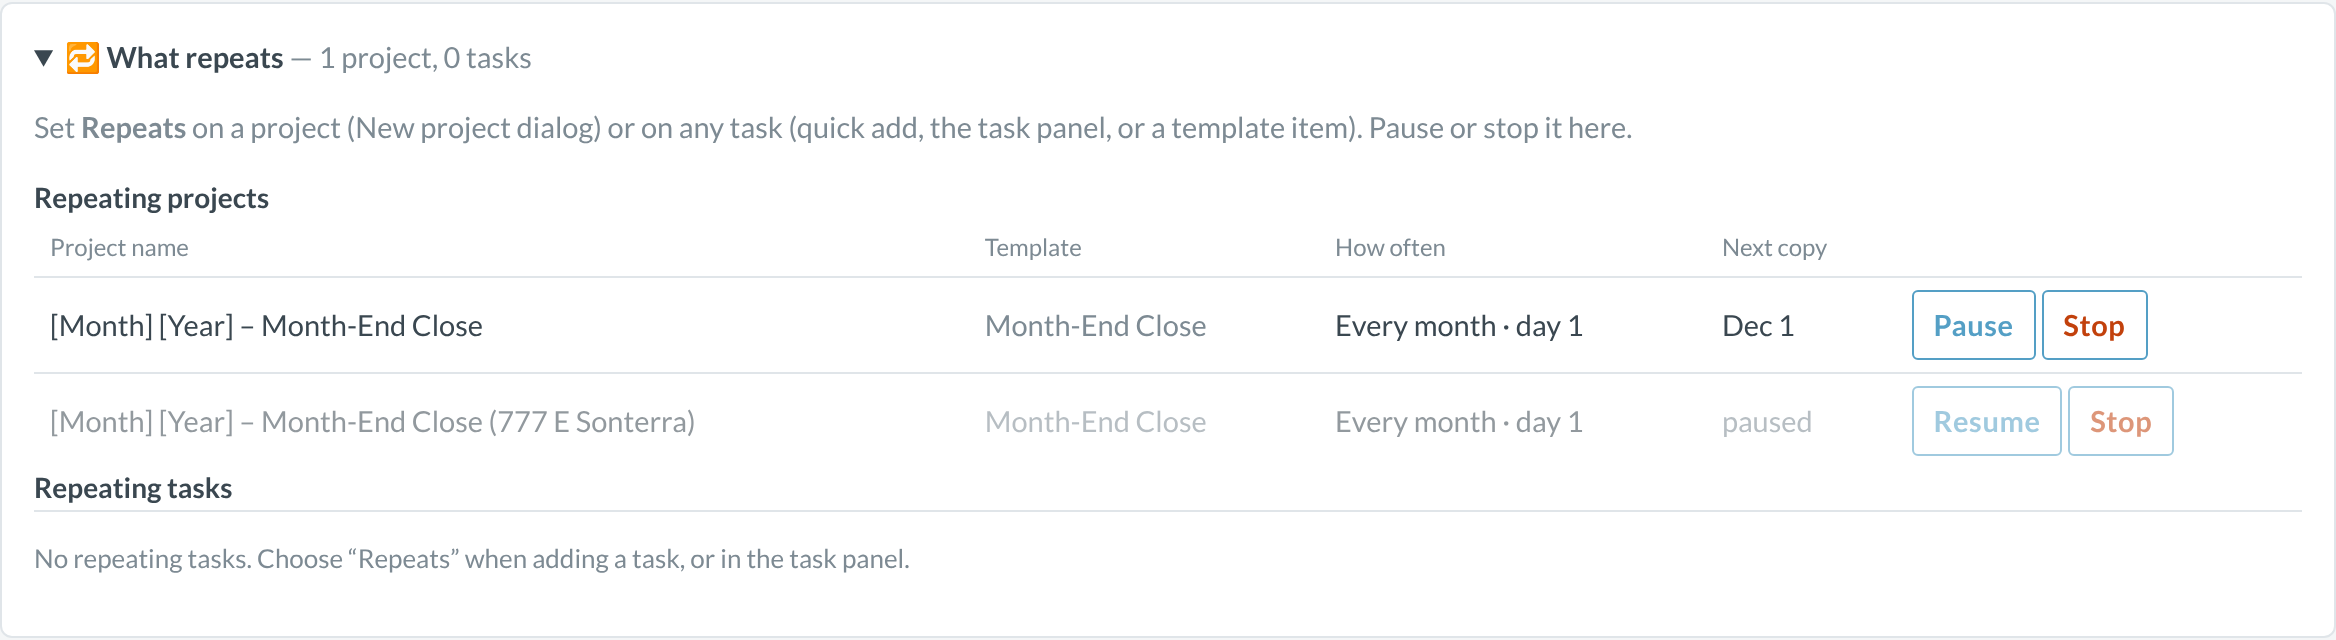 ▼ 🔁 What repeats — 1 project, 0 tasks
Set Repeats on a project (New project dialog) or on any task (quick add, the task panel, or a template item). Pause or stop it here.
Repeating projects
Project name Template How often Next copy
[Month] [Year] – Month-End Close Month-End Close Every month · day 1 Dec 1 Pause Stop
[Month] [Year] – Month-End Close (777 E Sonterra) Month-End Close Every month · day 1 paused Resume Stop
Repeating tasks
No repeating tasks. Choose “Repeats” when adding a task, or in the task panel.